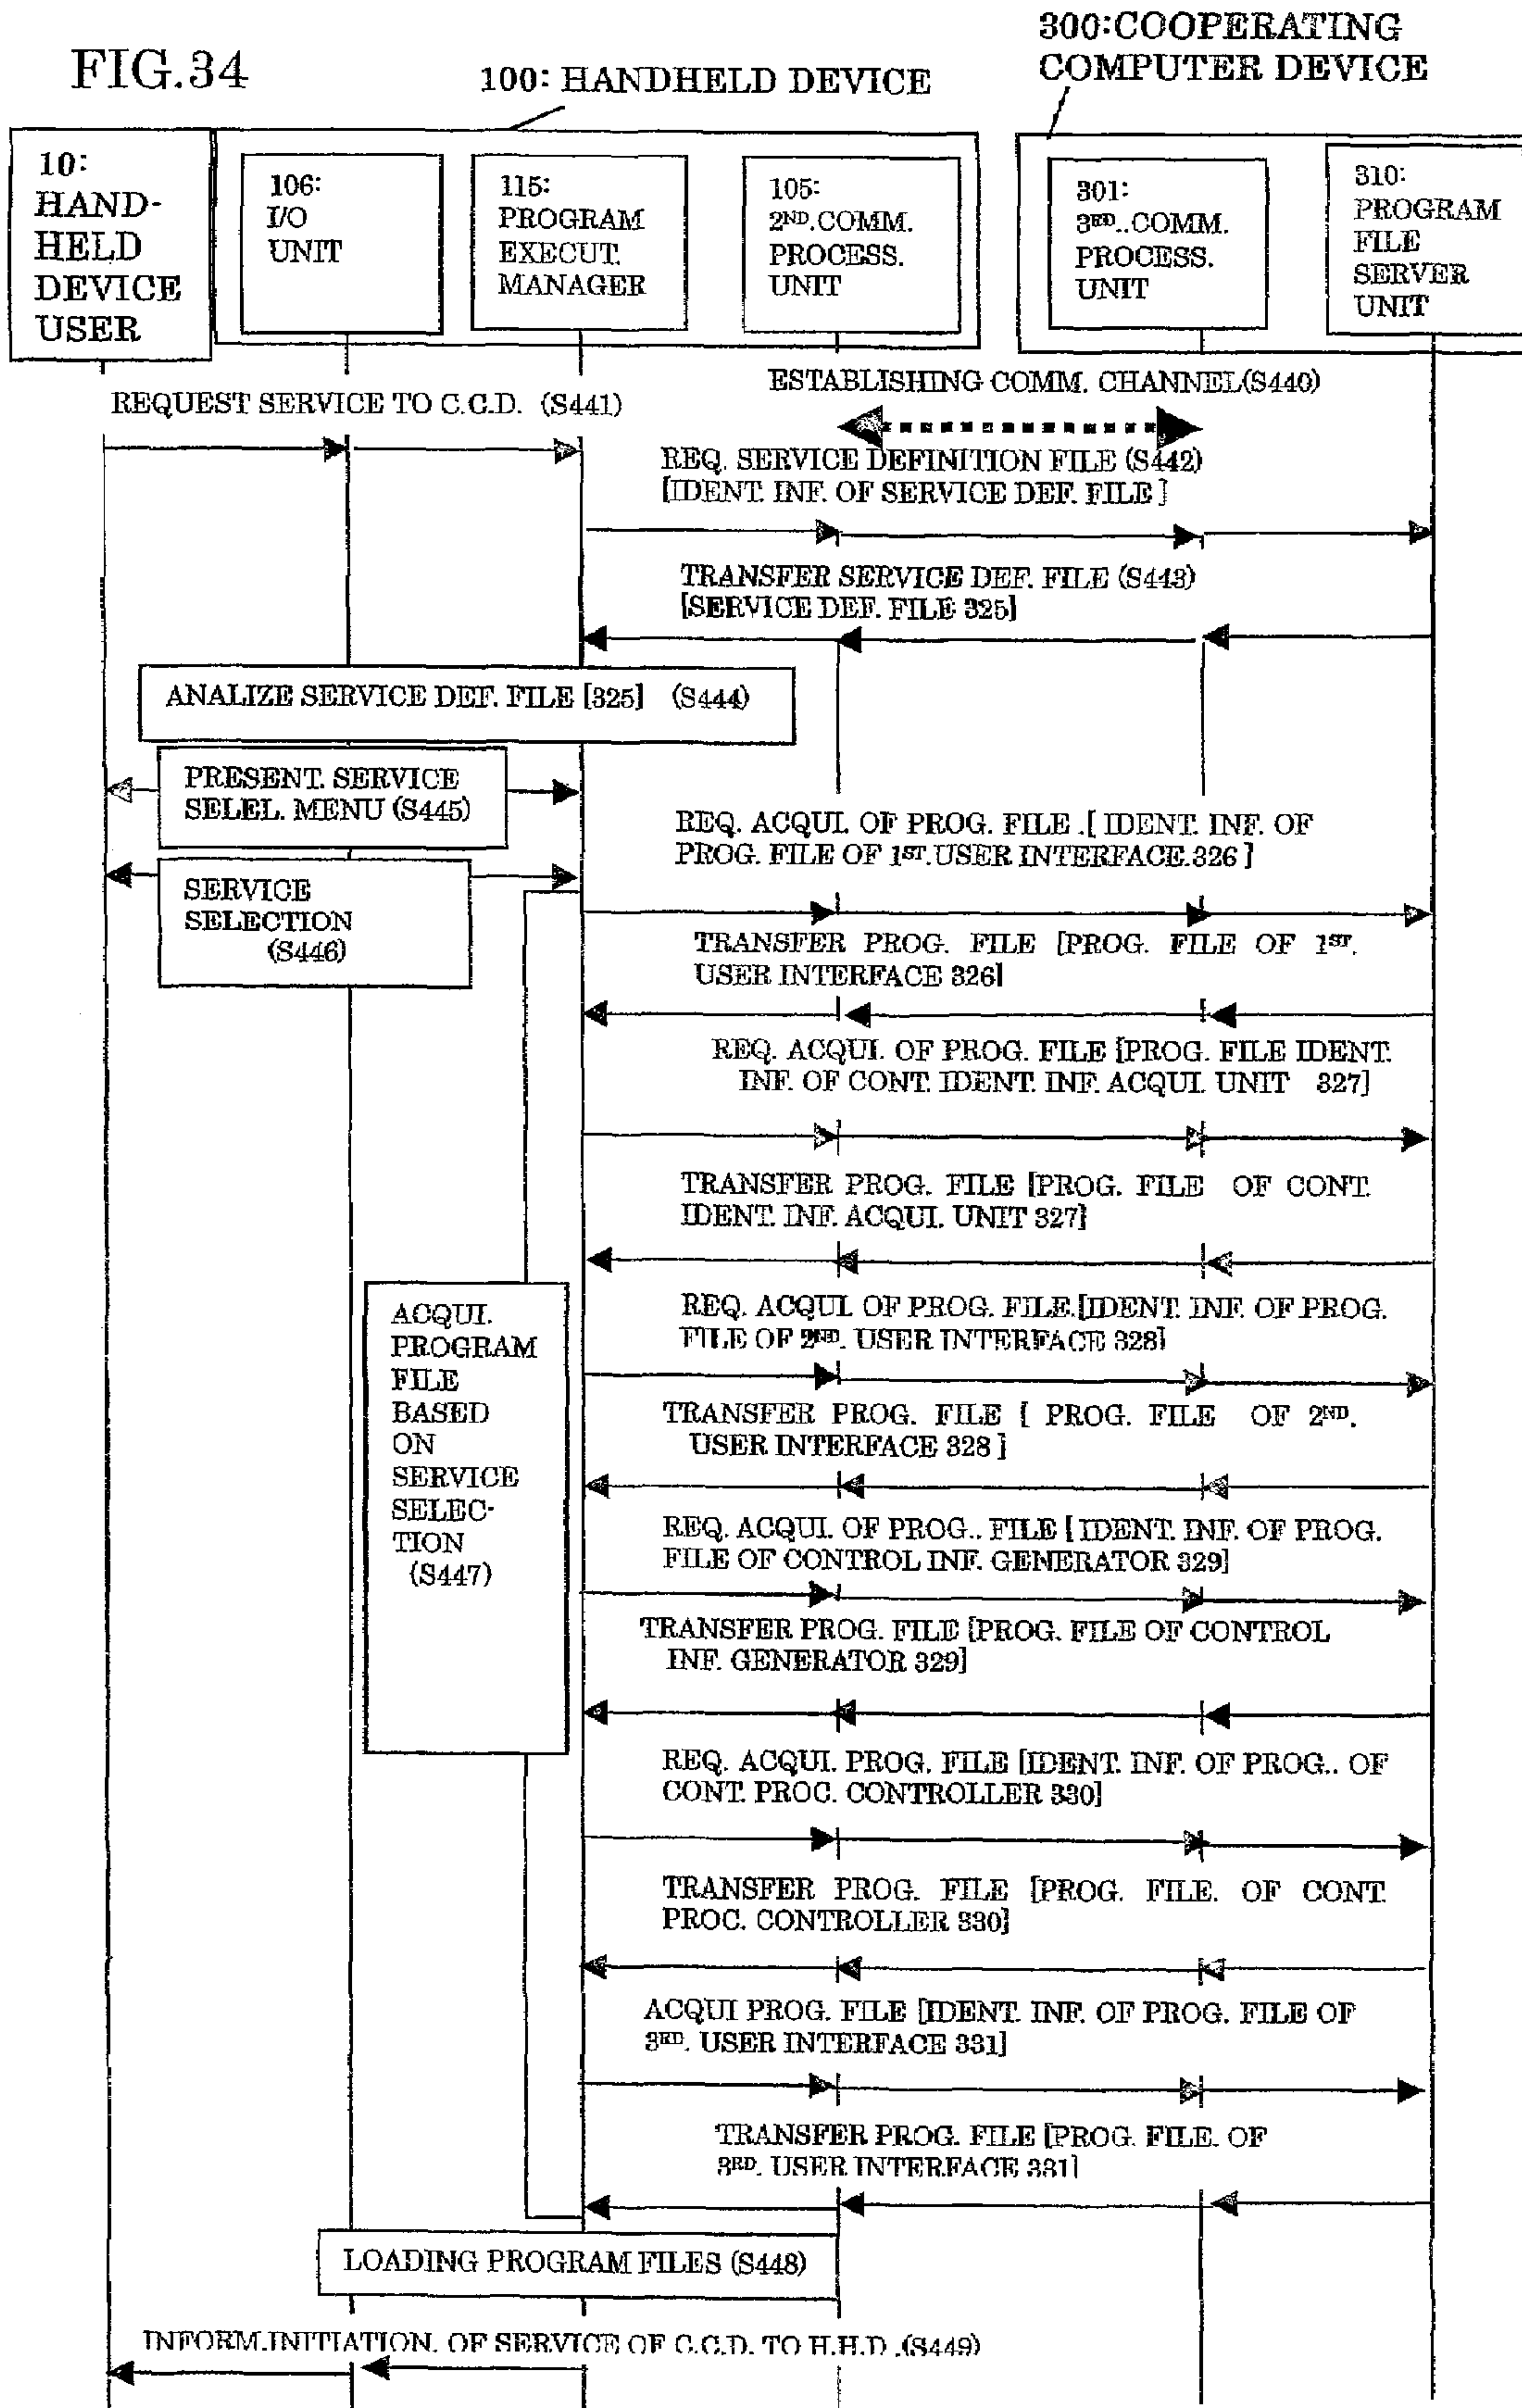 FIG.34
100: HANDHELD DEVICE
300:COOPERATING
COMPUTER DEVICE
10:
HAND-
HELD
DEVICE
USER
106:
I/O
UNIT
115:
PROGRAM
EXECUT.
MANAGER
105:
2ND.COMM.
PROCESS.
UNIT
301:
3RD..COMM.
PROCESS.
UNIT
310:
PROGRAM
FILE
SERVER
UNIT
ESTABLISHING COMM. CHANNEL(S440)
REQUEST SERVICE TO C.C.D. (S441)
REQ. SERVICE DEFINITION FILE (S442)
[IDENT. INF. OF SERVICE DEF. FILE ]
TRANSFER SERVICE DEF. FILE (S443)
[SERVICE DEF. FILE 325]
ANALIZE SERVICE DEF. FILE [325] (S444)
PRESENT. SERVICE
SELEL. MENU (S445)
REQ. ACQUI. OF PROG. FILE .[ IDENT. INF. OF
PROG. FILE OF 1ST.USER INTERFACE.326 ]
SERVICE
SELECTION
(S446)
TRANSFER PROG. FILE [PROG. FILE OF 1ST.
USER INTERFACE 326]
REQ. ACQUI. OF PROG. FILE [PROG. FILE IDENT.
INF. OF CONT. IDENT. INF. ACQUI. UNIT 327]
TRANSFER PROG. FILE [PROG. FILE OF CONT.
IDENT. INF. ACQUI. UNIT 327]
ACQUI.
PROGRAM
FILE
BASED
ON
SERVICE
SELEC-
TION
(S447)
REQ. ACQUI. OF PROG. FILE.[IDENT. INF. OF PROG.
FILE OF 2ND. USER INTERFACE 328]
TRANSFER PROG. FILE [ PROG. FILE OF 2ND.
USER INTERFACE 328 ]
REQ. ACQUI. OF PROG.. FILE [ IDENT. INF. OF PROG.
FILE OF CONTROL INF. GENERATOR 329]
TRANSFER PROG. FILE [PROG. FILE OF CONTROL
INF. GENERATOR 329]
REQ. ACQUI. PROG. FILE [IDENT. INF. OF PROG.. OF
CONT. PROC. CONTROLLER 330]
TRANSFER PROG. FILE [PROG. FILE. OF CONT.
PROC. CONTROLLER 330]
ACQUI PROG. FILE [IDENT. INF. OF PROG. FILE OF
3RD. USER INTERFACE 331]
TRANSFER PROG. FILE [PROG. FILE. OF
3RD. USER INTERFACE 331]
LOADING PROGRAM FILES (S448)
INFORM.INITIATION. OF SERVICE OF C.C.D. TO H.H.D .(S449)